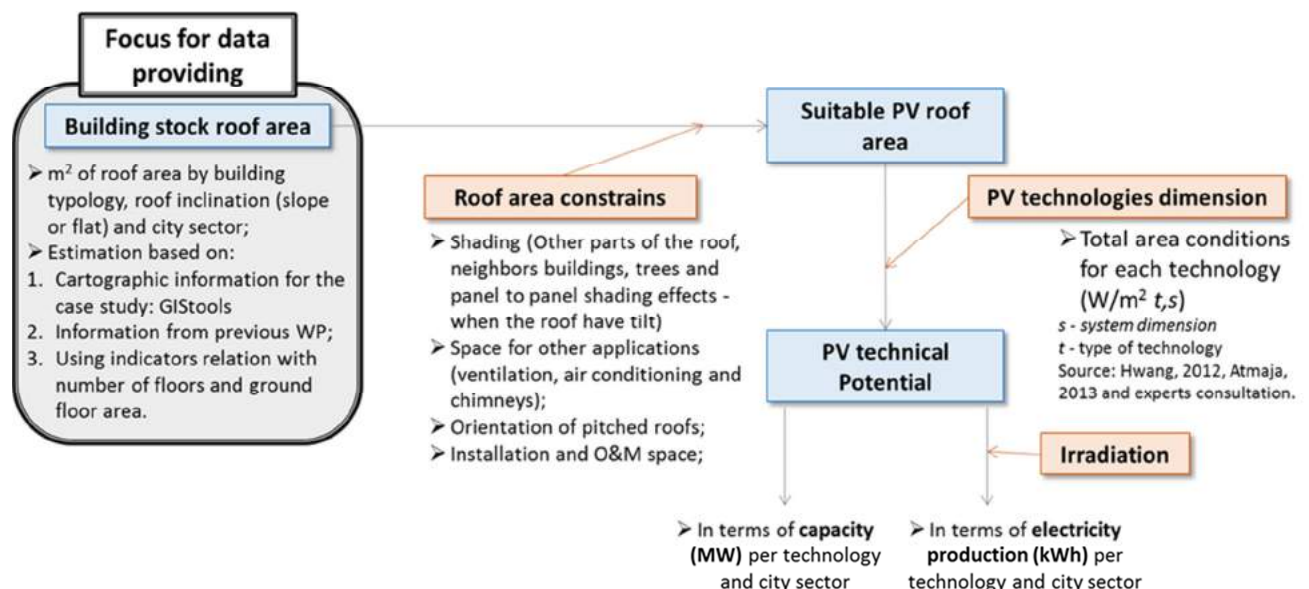 Focus for data
providing
Building stock roof area
➢ m² of roof area by building
typology, roof inclination (slope
or flat) and city sector;
➢ Estimation based on:
1. Cartographic information for the
case study: GIStools
2. Information from previous WP;
3. Using indicators relation with
number of floors and ground
floor area.
Roof area constrains
➢ Shading (Other parts of the roof,
neighbors buildings, trees and
panel to panel shading effects -
when the roof have tilt)
➢ Space for other applications
(ventilation, air conditioning and
chimneys);
➢ Orientation of pitched roofs;
➢ Installation and O&M space;
Suitable PV roof
area
PV technologies dimension
➢ Total area conditions
for each technology
(W/m² t,s)
s - system dimension
t - type of technology
Source: Hwang, 2012, Atmaja,
2013 and experts consultation.
PV technical
Potential
Irradiation
➢ In terms of capacity
(MW) per technology
and city sector
➢ In terms of electricity
production (kWh) per
technology and city sector